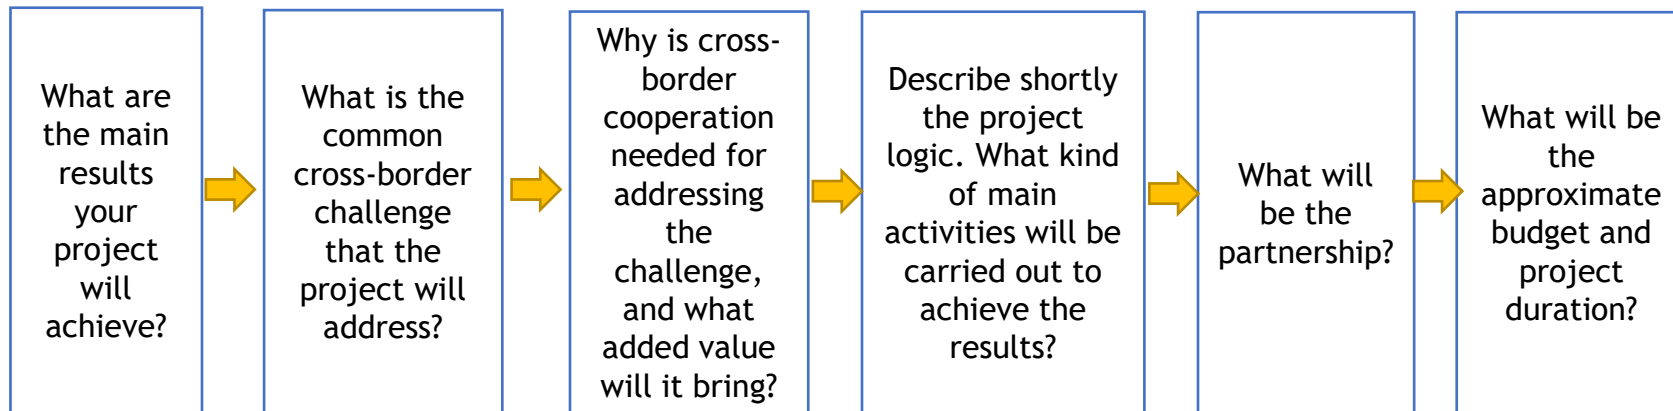 What are
the main
results
your
project
will
achieve?
What is the
common
cross-border
challenge
that the
project will
address?
Why is cross-
border
cooperation
needed for
addressing
the
challenge,
and what
added value
will it bring?
Describe shortly
the project
logic. What kind
of main
activities will be
carried out to
achieve the
results?
What will
be the
partnership?
What will be
the
approximate
budget and
project
duration?